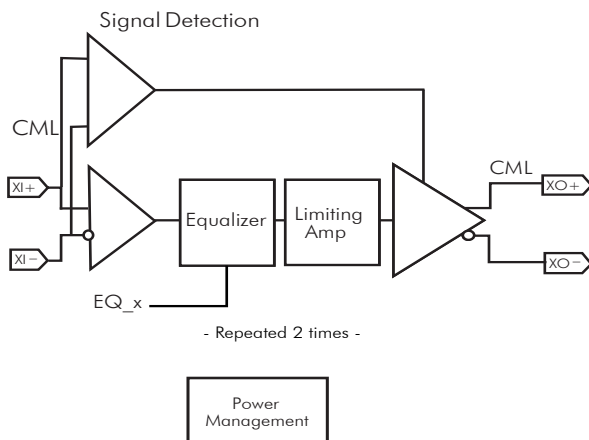 Signal Detection
CML
XI+
XI−
Equalizer
Limiting
Amp
CML
XO+
XO−
EQ_x
- Repeated 2 times -
Power
Management